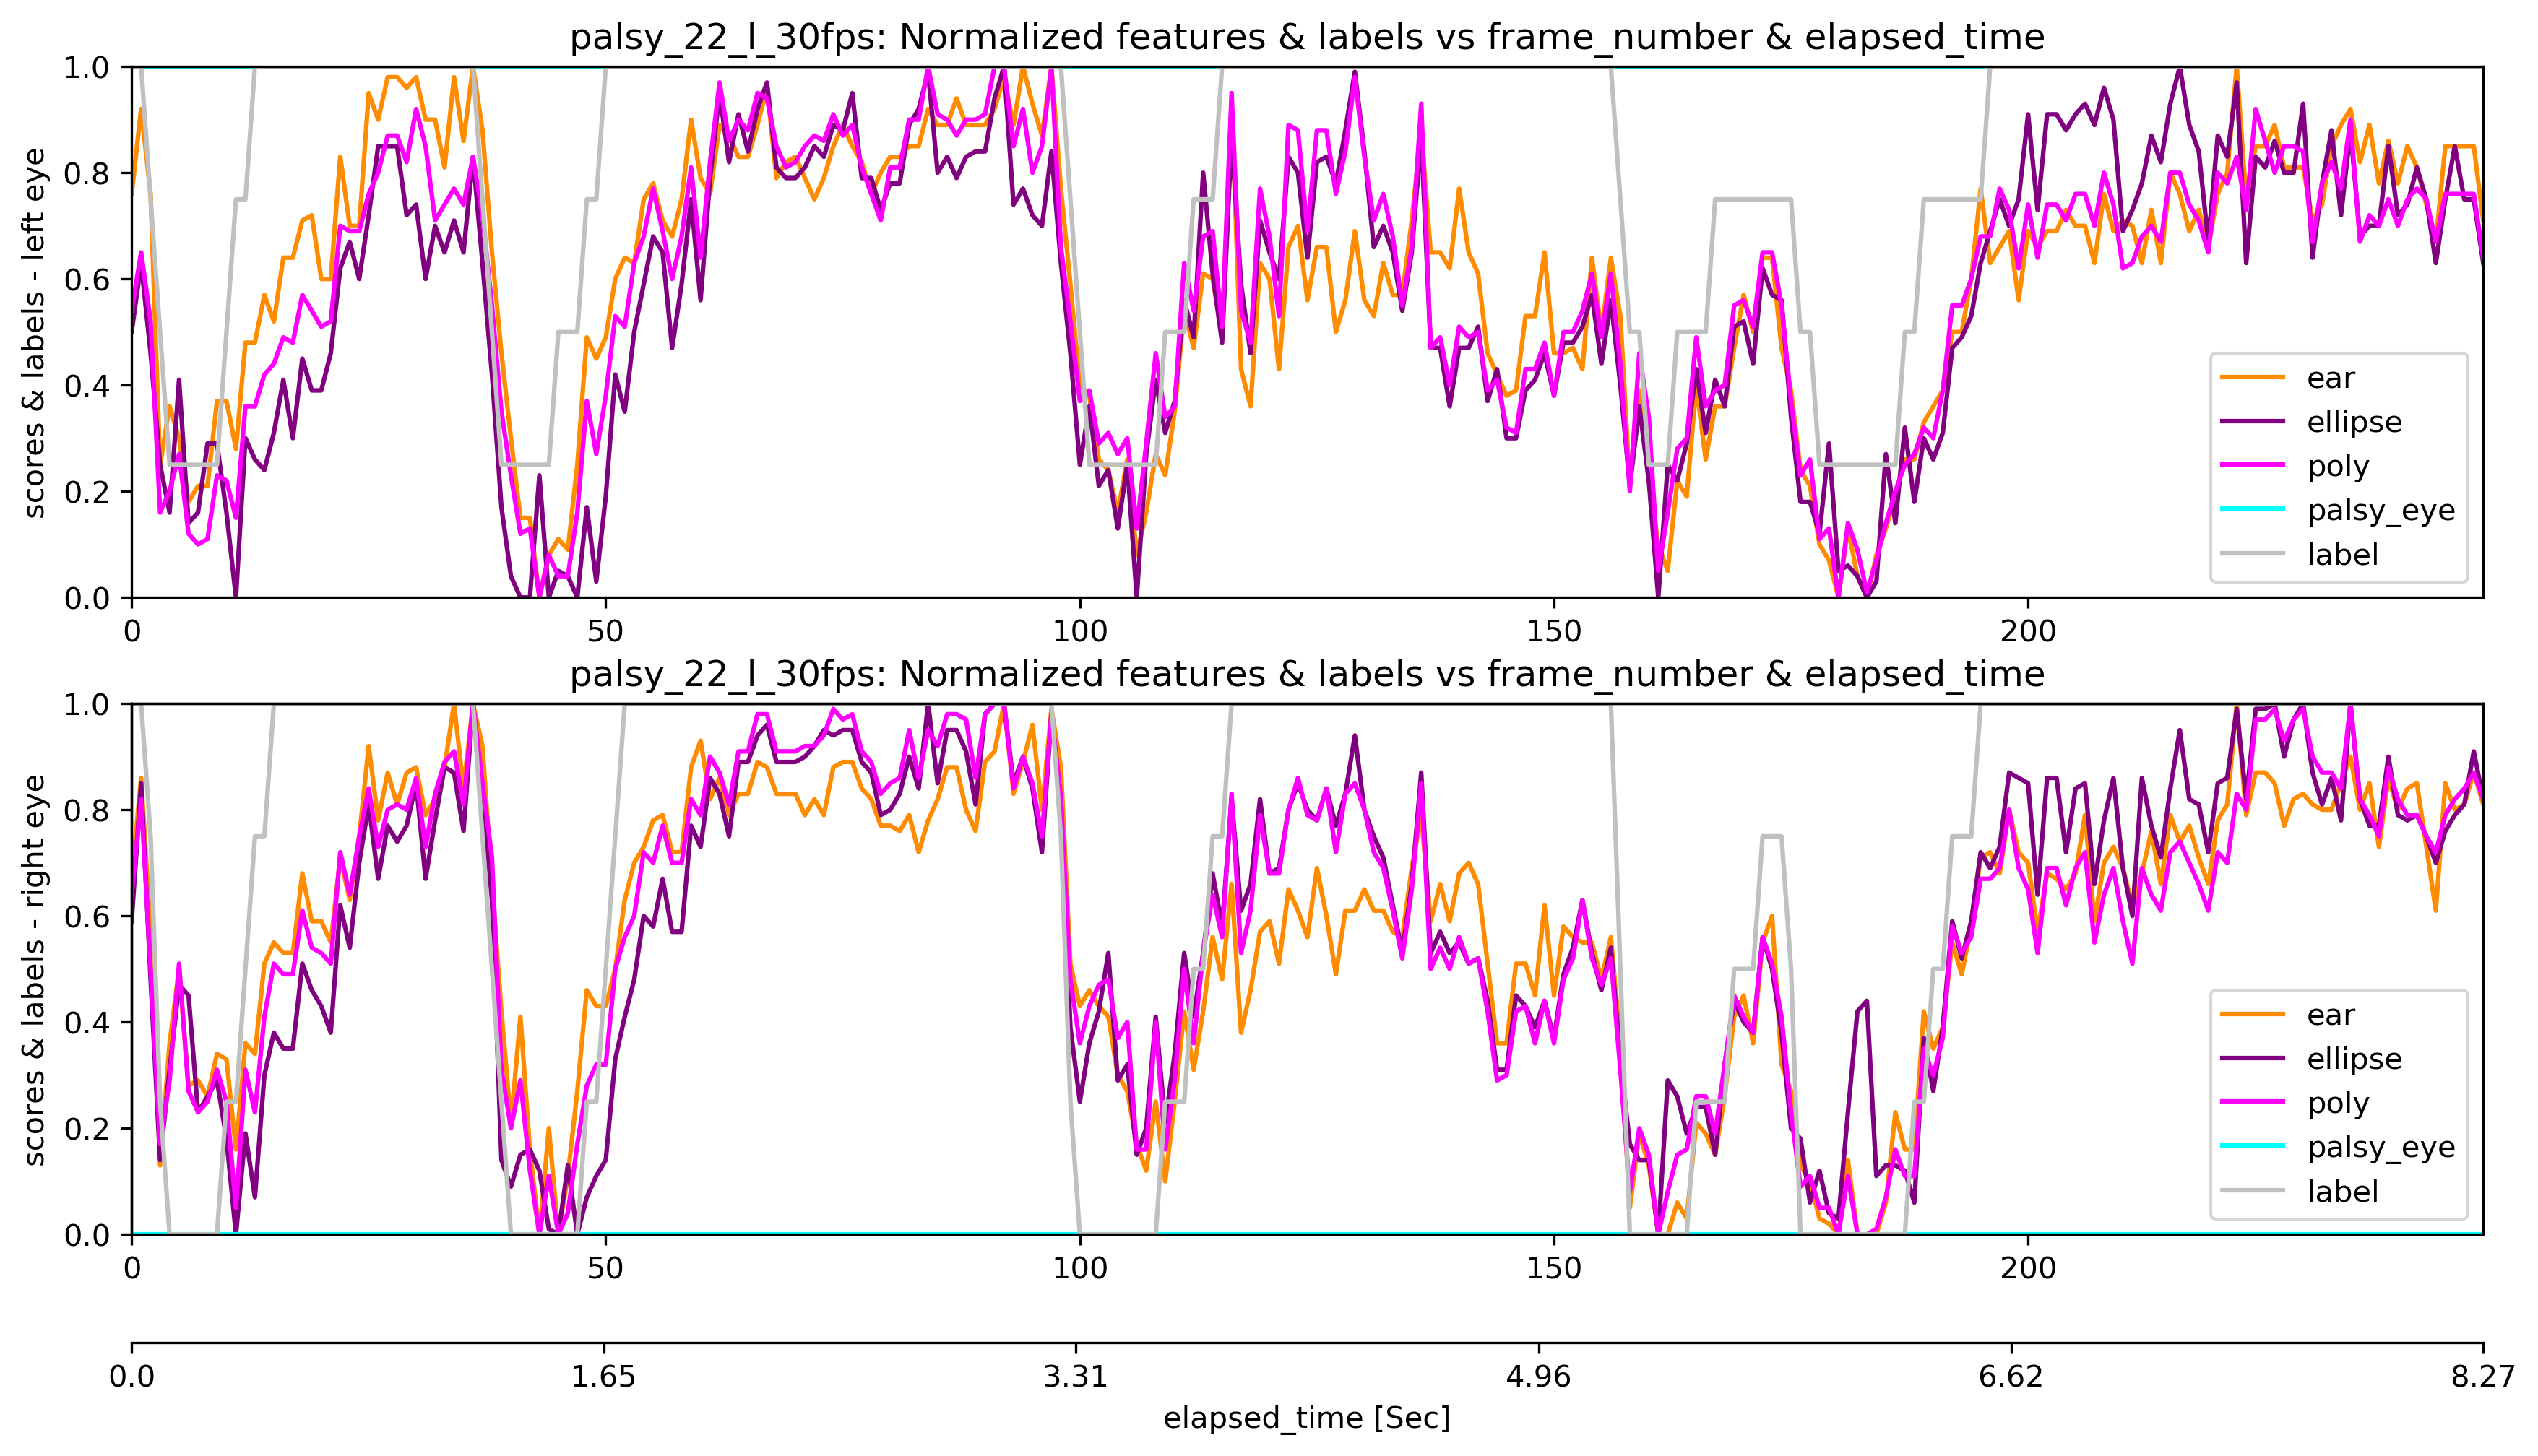 palsy_22_l_30fps: Normalized features & labels vs frame_number & elapsed_time
scores & labels - left eye
1.0
0.8
0.6
0.4
0.2
0.0
ear
ellipse
poly
palsy_eye
label
0 50 100 150 200
palsy_22_l_30fps: Normalized features & labels vs frame_number & elapsed_time
scores & labels - right eye
1.0
0.8
0.6
0.4
0.2
0.0
ear
ellipse
poly
palsy_eye
label
0 50 100 150 200
0.0 1.65 3.31 4.96 6.62 8.27
elapsed_time [Sec]